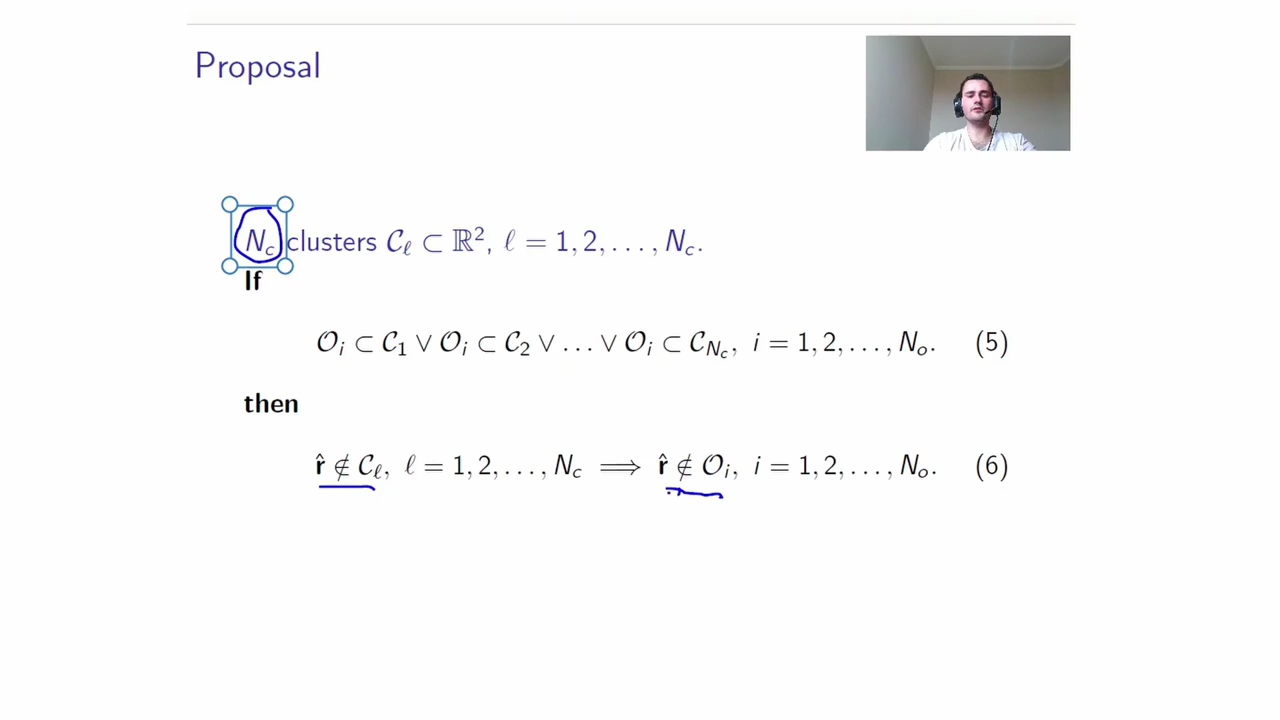 Proposal
N_c clusters 𝒞_ℓ ⊂ ℝ², ℓ = 1, 2, …, N_c.
If
𝒪_i ⊂ 𝒞_1 ∨ 𝒪_i ⊂ 𝒞_2 ∨ … ∨ 𝒪_i ⊂ 𝒞_{N_c}, i = 1, 2, …, N_o. (5)
then
r̂ ∉ 𝒞_ℓ, ℓ = 1, 2, …, N_c ⟹ r̂ ∉ 𝒪_i, i = 1, 2, …, N_o. (6)